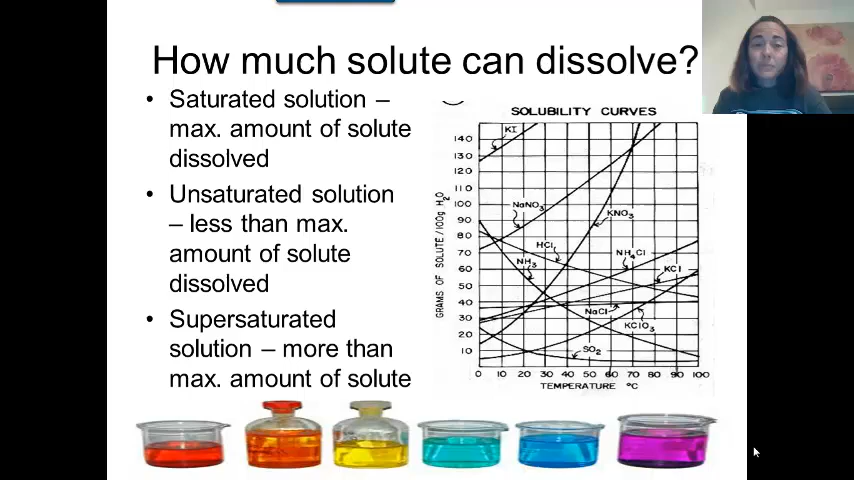 How much solute can dissolve?
• Saturated solution –
max. amount of solute
dissolved
• Unsaturated solution
– less than max.
amount of solute
dissolved
• Supersaturated
solution – more than
max. amount of solute
SOLUBILITY CURVES
GRAMS OF SOLUTE/100g H₂O
140
130
120
110
100
90
80
70
60
50
40
30
20
10
KI
NaNO₃
KNO₃
HCl
NH₃
NH₄Cl
KCl
NaCl
KClO₃
SO₂
0 10 20 30 40 50 60 70 80 90 100
TEMPERATURE °C